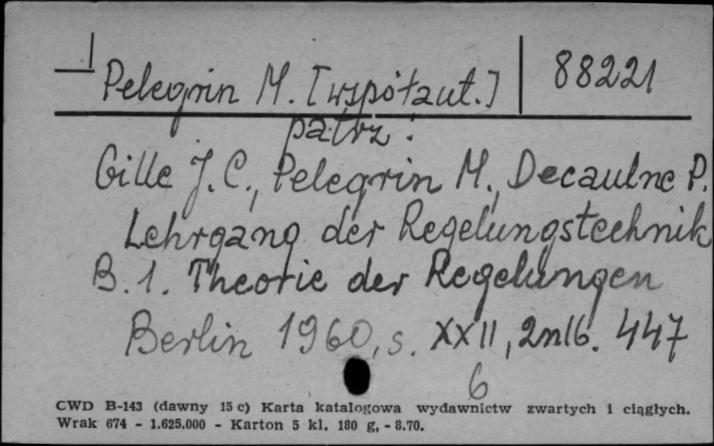 Pelegrin M. [współaut.] 88221
patrz:
Gille J.C., Pelegrin M., Decaulne P.
Lehrgang der Regelungstechnik
B.1. Theorie der Regelungen
Berlin 1960, s. XXII, 447
6
CWD B-143 (dawny 15 c) Karta katalogowa wydawnictw zwartych i ciągłych.
Wrak 674 - 1.625.000 - Karton 5 kl. 180 g, - 8.70.